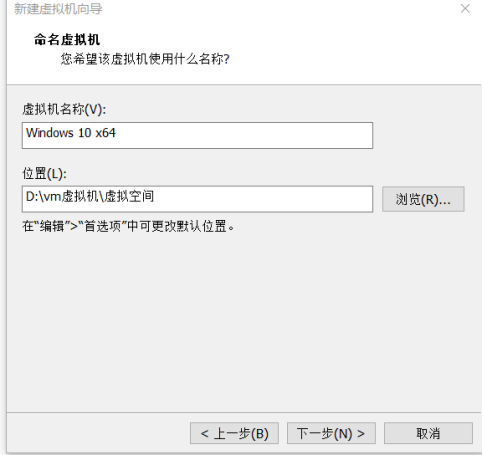 新建虚拟机向导
命名虚拟机
您希望该虚拟机使用什么名称?
虚拟机名称(V):
Windows 10 x64
位置(L):
D:\vm虚拟机\虚拟空间
浏览(R)...
在“编辑”>“首选项”中可更改默认位置。
< 上一步(B)
下一步(N) >
取消